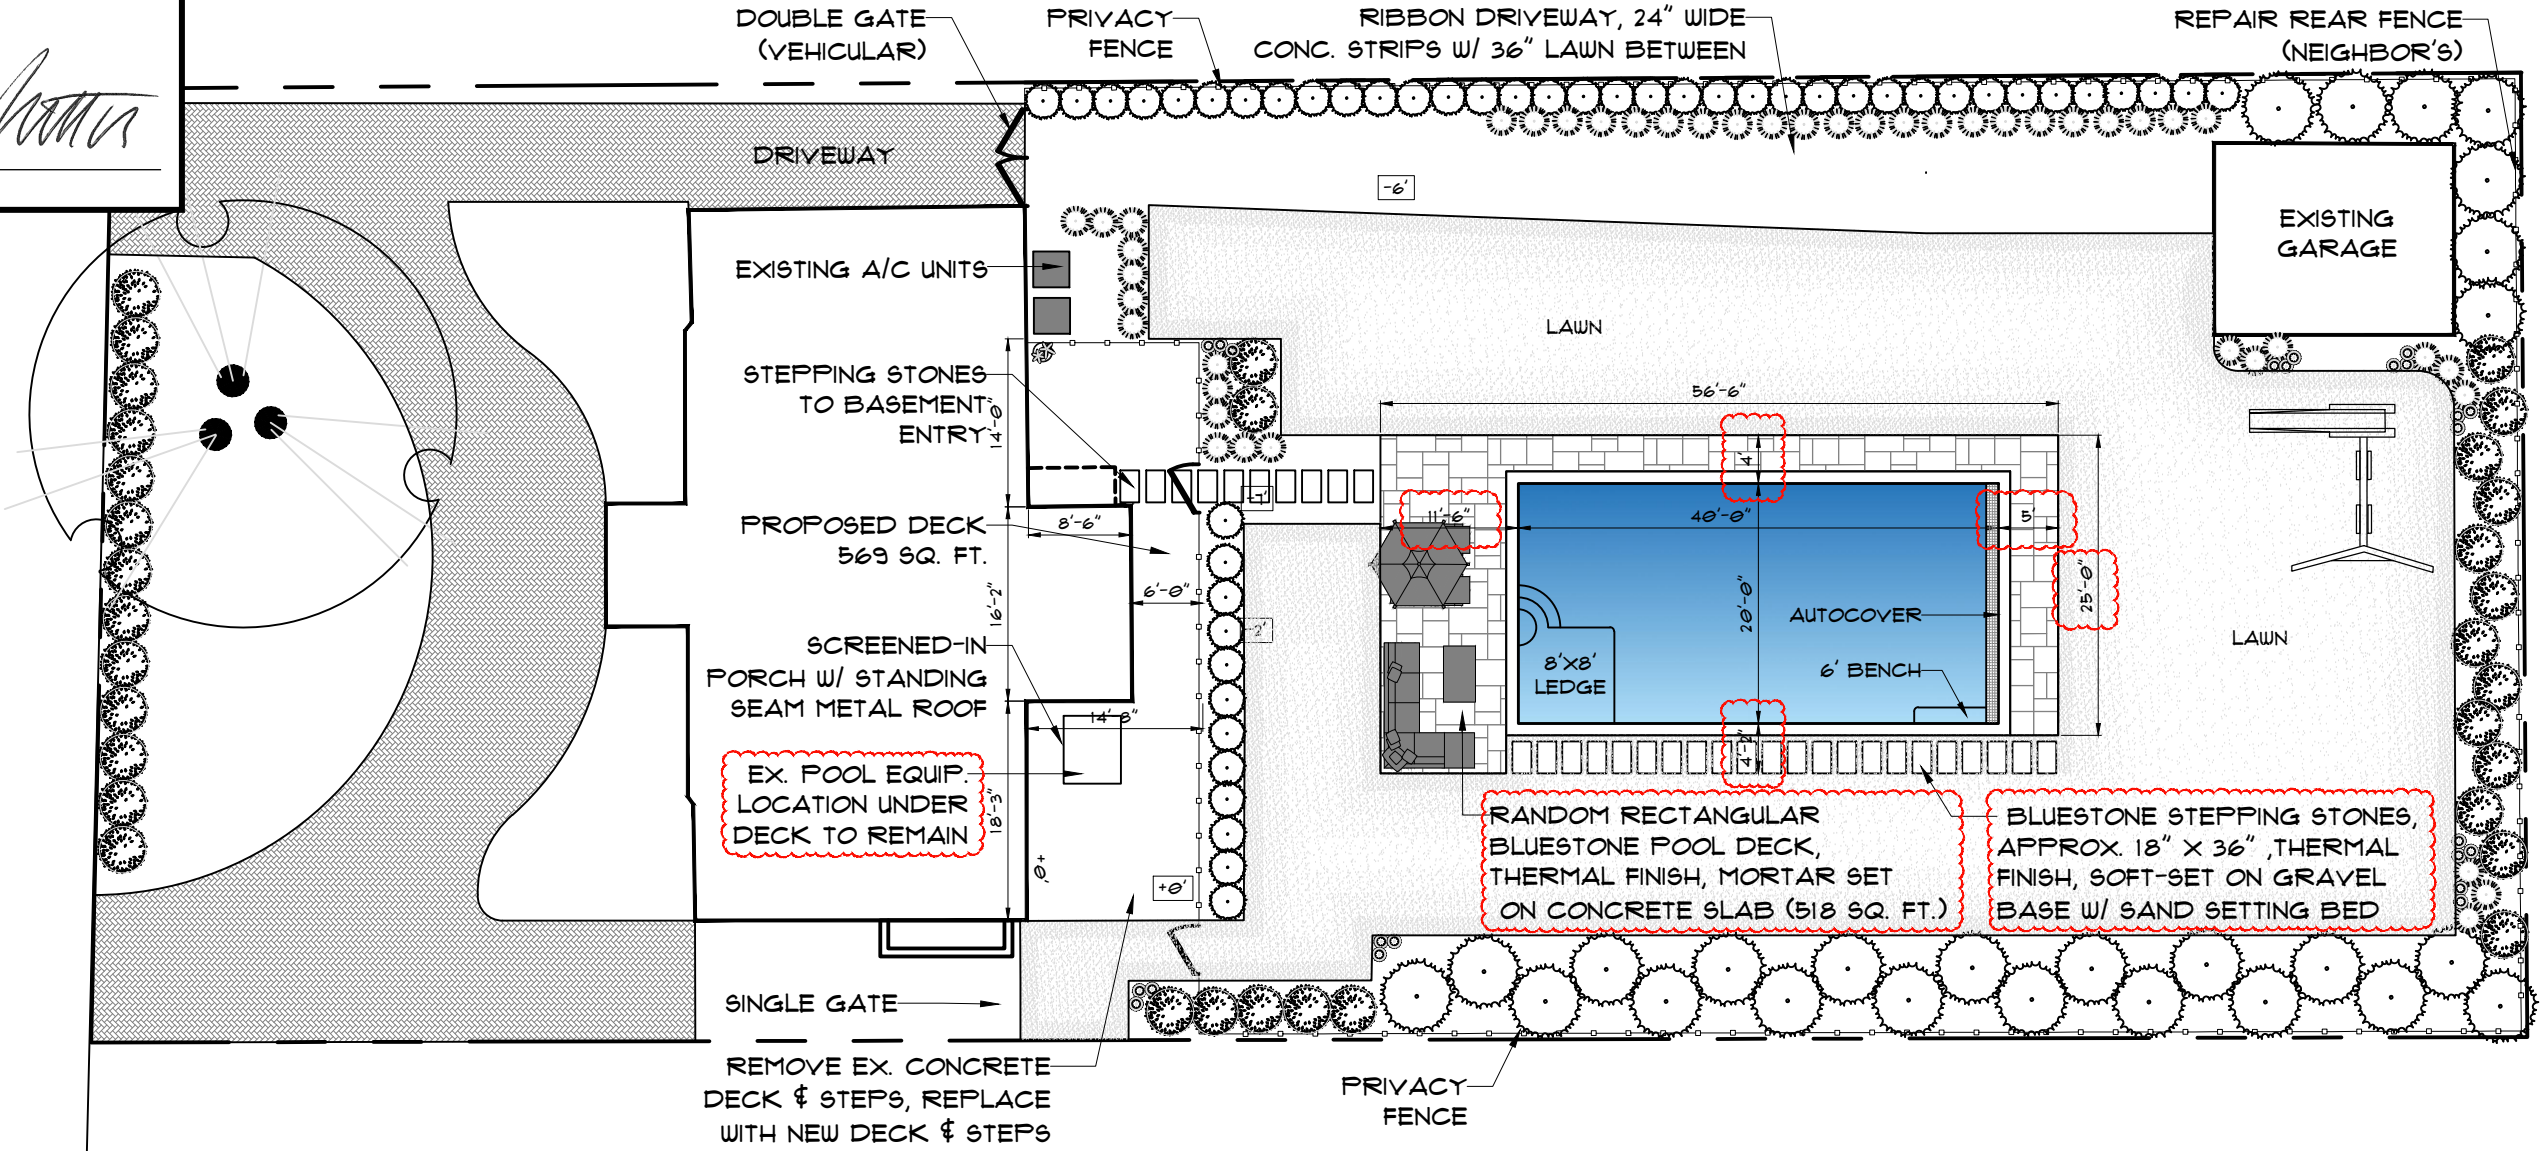 DOUBLE GATE
(VEHICULAR)
PRIVACY
FENCE
RIBBON DRIVEWAY, 24" WIDE
CONC. STRIPS W/ 36" LAWN BETWEEN
REPAIR REAR FENCE
(NEIGHBOR'S)
DRIVEWAY
-6'
EXISTING
GARAGE
EXISTING A/C UNITS
LAWN
STEPPING STONES
TO BASEMENT
ENTRY
14'-0"
56'-6"
4'
11'-6"
40'-0"
5'
PROPOSED DECK
569 SQ. FT.
8'-6"
16'-2"
6'-0"
-2'
20'-0"
25'-0"
AUTOCOVER
LAWN
SCREENED-IN
PORCH W/ STANDING
SEAM METAL ROOF
8'X8'
LEDGE
6' BENCH
14'-8"
4'-2"
EX. POOL EQUIP.
LOCATION UNDER
DECK TO REMAIN
18'-3"
+0'
+0'
RANDOM RECTANGULAR
BLUESTONE POOL DECK,
THERMAL FINISH, MORTAR SET
ON CONCRETE SLAB (518 SQ. FT.)
BLUESTONE STEPPING STONES,
APPROX. 18" X 36" ,THERMAL
FINISH, SOFT-SET ON GRAVEL
BASE W/ SAND SETTING BED
SINGLE GATE
REMOVE EX. CONCRETE
DECK & STEPS, REPLACE
WITH NEW DECK & STEPS
PRIVACY
FENCE